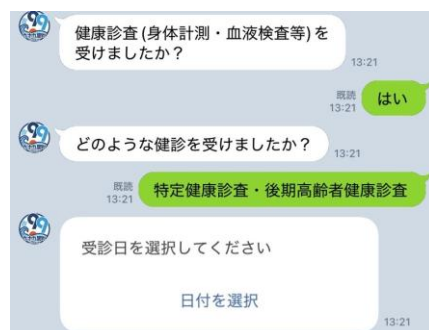 健康診査(身体計測・血液検査等)を
受けましたか？
13:21
既読
13:21
はい
どのような健診を受けましたか？
13:21
既読
13:21
特定健康診査・後期高齢者健康診査
受診日を選択してください
日付を選択
13:21